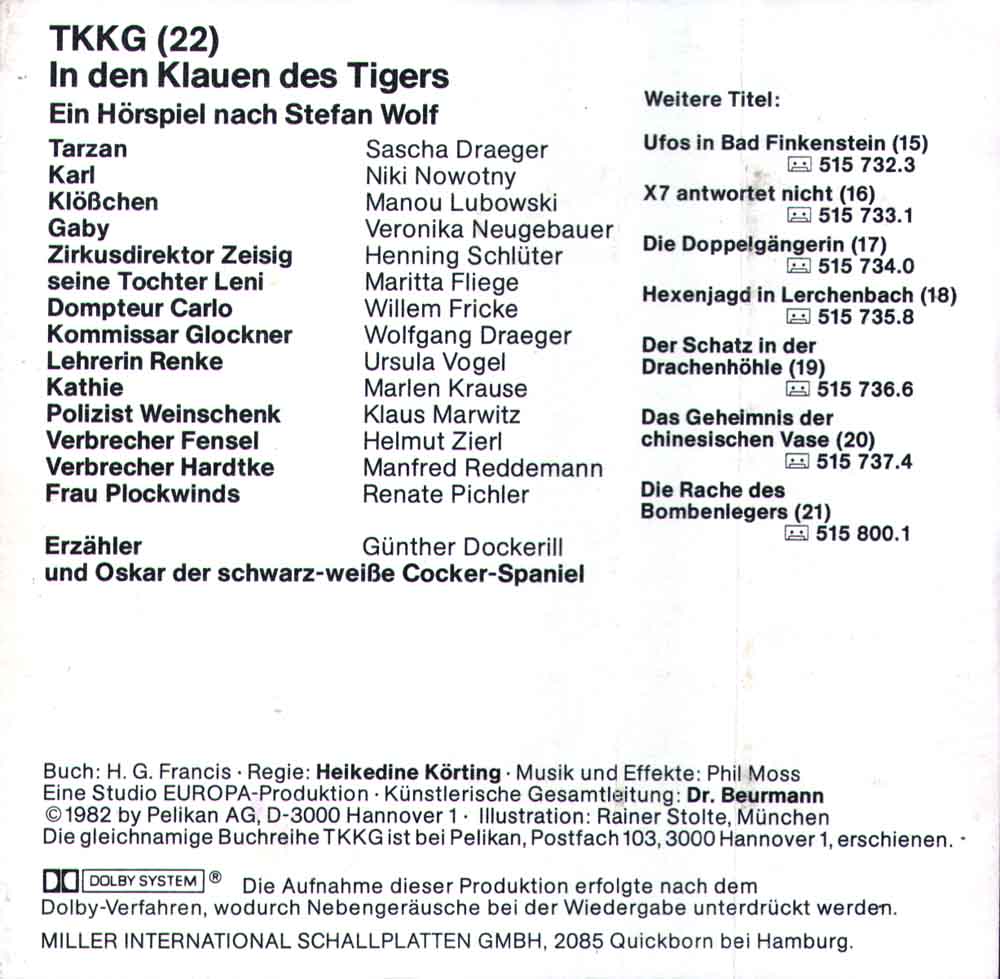 TKKG (22)
In den Klauen des Tigers
Ein Hörspiel nach Stefan Wolf
Tarzan Sascha Draeger
Karl Niki Nowotny
Klößchen Manou Lubowski
Gaby Veronika Neugebauer
Zirkusdirektor Zeisig Henning Schlüter
seine Tochter Leni Maritta Fliege
Dompteur Carlo Willem Fricke
Kommissar Glockner Wolfgang Draeger
Lehrerin Renke Ursula Vogel
Kathie Marlen Krause
Polizist Weinschenk Klaus Marwitz
Verbrecher Fensel Helmut Zierl
Verbrecher Hardtke Manfred Reddemann
Frau Plockwinds Renate Pichler
Erzähler Günther Dockerill
und Oskar der schwarz-weiße Cocker-Spaniel
Weitere Titel:
Ufos in Bad Finkenstein (15)
515 732.3
X7 antwortet nicht (16)
515 733.1
Die Doppelgängerin (17)
515 734.0
Hexenjagd in Lerchenbach (18)
515 735.8
Der Schatz in der
Drachenhöhle (19)
515 736.6
Das Geheimnis der
chinesischen Vase (20)
515 737.4
Die Rache des
Bombenlegers (21)
515 800.1
Buch: H. G. Francis · Regie: Heikedine Körting · Musik und Effekte: Phil Moss
Eine Studio EUROPA-Produktion · Künstlerische Gesamtleitung: Dr. Beurmann
©1982 by Pelikan AG, D-3000 Hannover 1 · Illustration: Rainer Stolte, München
Die gleichnamige Buchreihe TKKG ist bei Pelikan, Postfach 103, 3000 Hannover 1, erschienen.
DOLBY SYSTEM ® Die Aufnahme dieser Produktion erfolgte nach dem
Dolby-Verfahren, wodurch Nebengeräusche bei der Wiedergabe unterdrückt werden.
MILLER INTERNATIONAL SCHALLPLATTEN GMBH, 2085 Quickborn bei Hamburg.